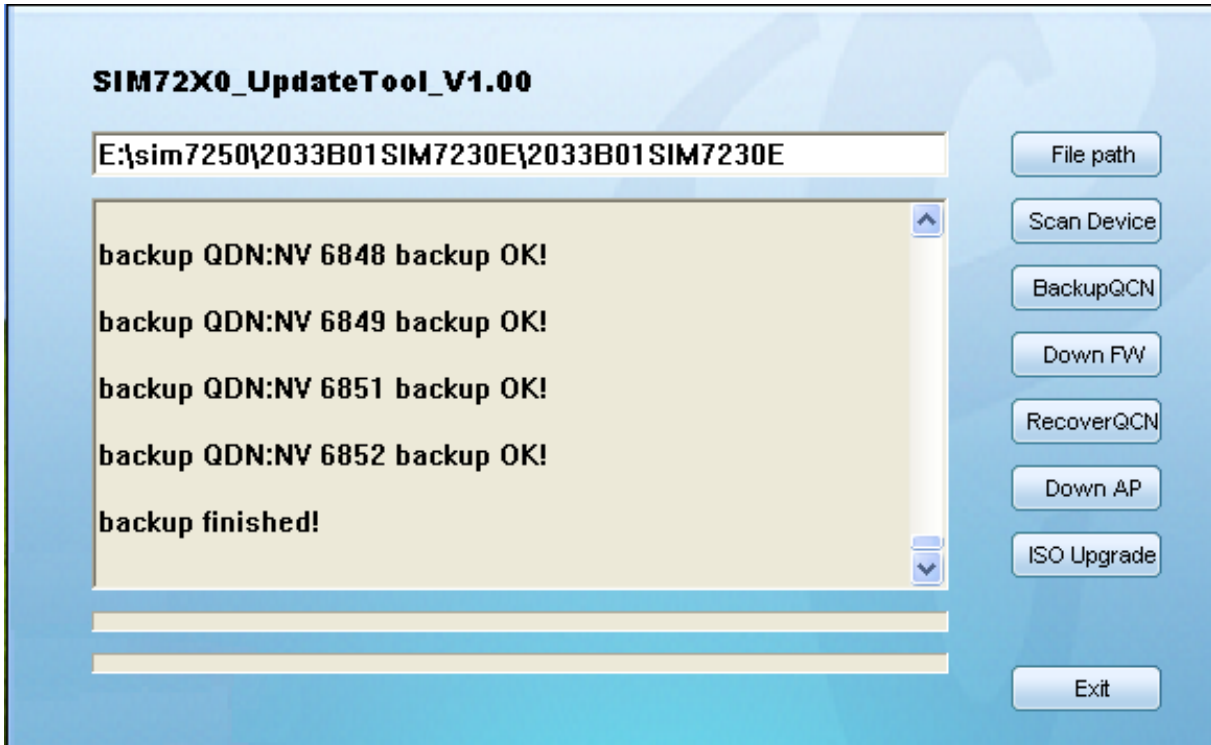 SIM72X0_UpdateTool_V1.00
E:\sim7250\2033B01SIM7230E\2033B01SIM7230E
File path
Scan Device
backup QDN:NV 6848 backup OK!
BackupQCN
backup QDN:NV 6849 backup OK!
Down FW
backup QDN:NV 6851 backup OK!
RecoverQCN
backup QDN:NV 6852 backup OK!
Down AP
backup finished!
ISO Upgrade
Exit